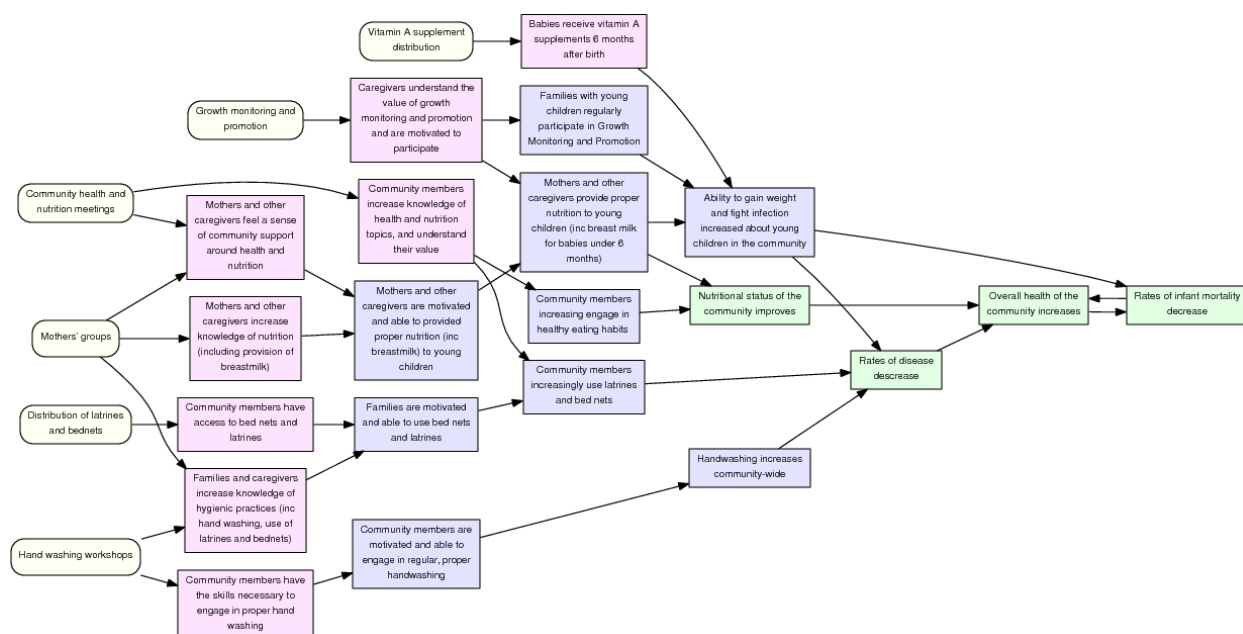 Vitamin A supplement
distribution
Babies receive vitamin A
supplements 6 months
after birth
Growth monitoring and
promotion
Caregivers understand the
value of growth
monitoring and promotion
and are motivated to
participate
Families with young
children regularly
participate in Growth
Monitoring and Promotion
Community health and
nutrition meetings
Mothers and other
caregivers feel a sense
of community support
around health and
nutrition
Community members
increase knowledge of
health and nutrition
topics, and understand
their value
Mothers and other
caregivers provide proper
nutrition to young
children (inc breast milk
for babies under 6
months)
Ability to gain weight
and fight infection
increased about young
children in the community
Mothers' groups
Mothers and other
caregivers increase
knowledge of nutrition
(including provision of
breastmilk)
Mothers and other
caregivers are motivated
and able to provided
proper nutrition (inc
breastmilk) to young
children
Community members
increasing engage in
healthy eating habits
Nutritional status of the
community improves
Overall health of the
community increases
Rates of infant mortality
decrease
Distribution of latrines
and bednets
Community members have
access to bed nets and
latrines
Families are motivated
and able to use bed nets
and latrines
Community members
increasingly use latrines
and bed nets
Rates of disease
descrease
Families and caregivers
increase knowledge of
hygienic practices (inc
hand washing, use of
latrines and bednets)
Handwashing increases
community-wide
Hand washing workshops
Community members have
the skills necessary to
engage in proper hand
washing
Community members are
motivated and able to
engage in regular, proper
handwashing